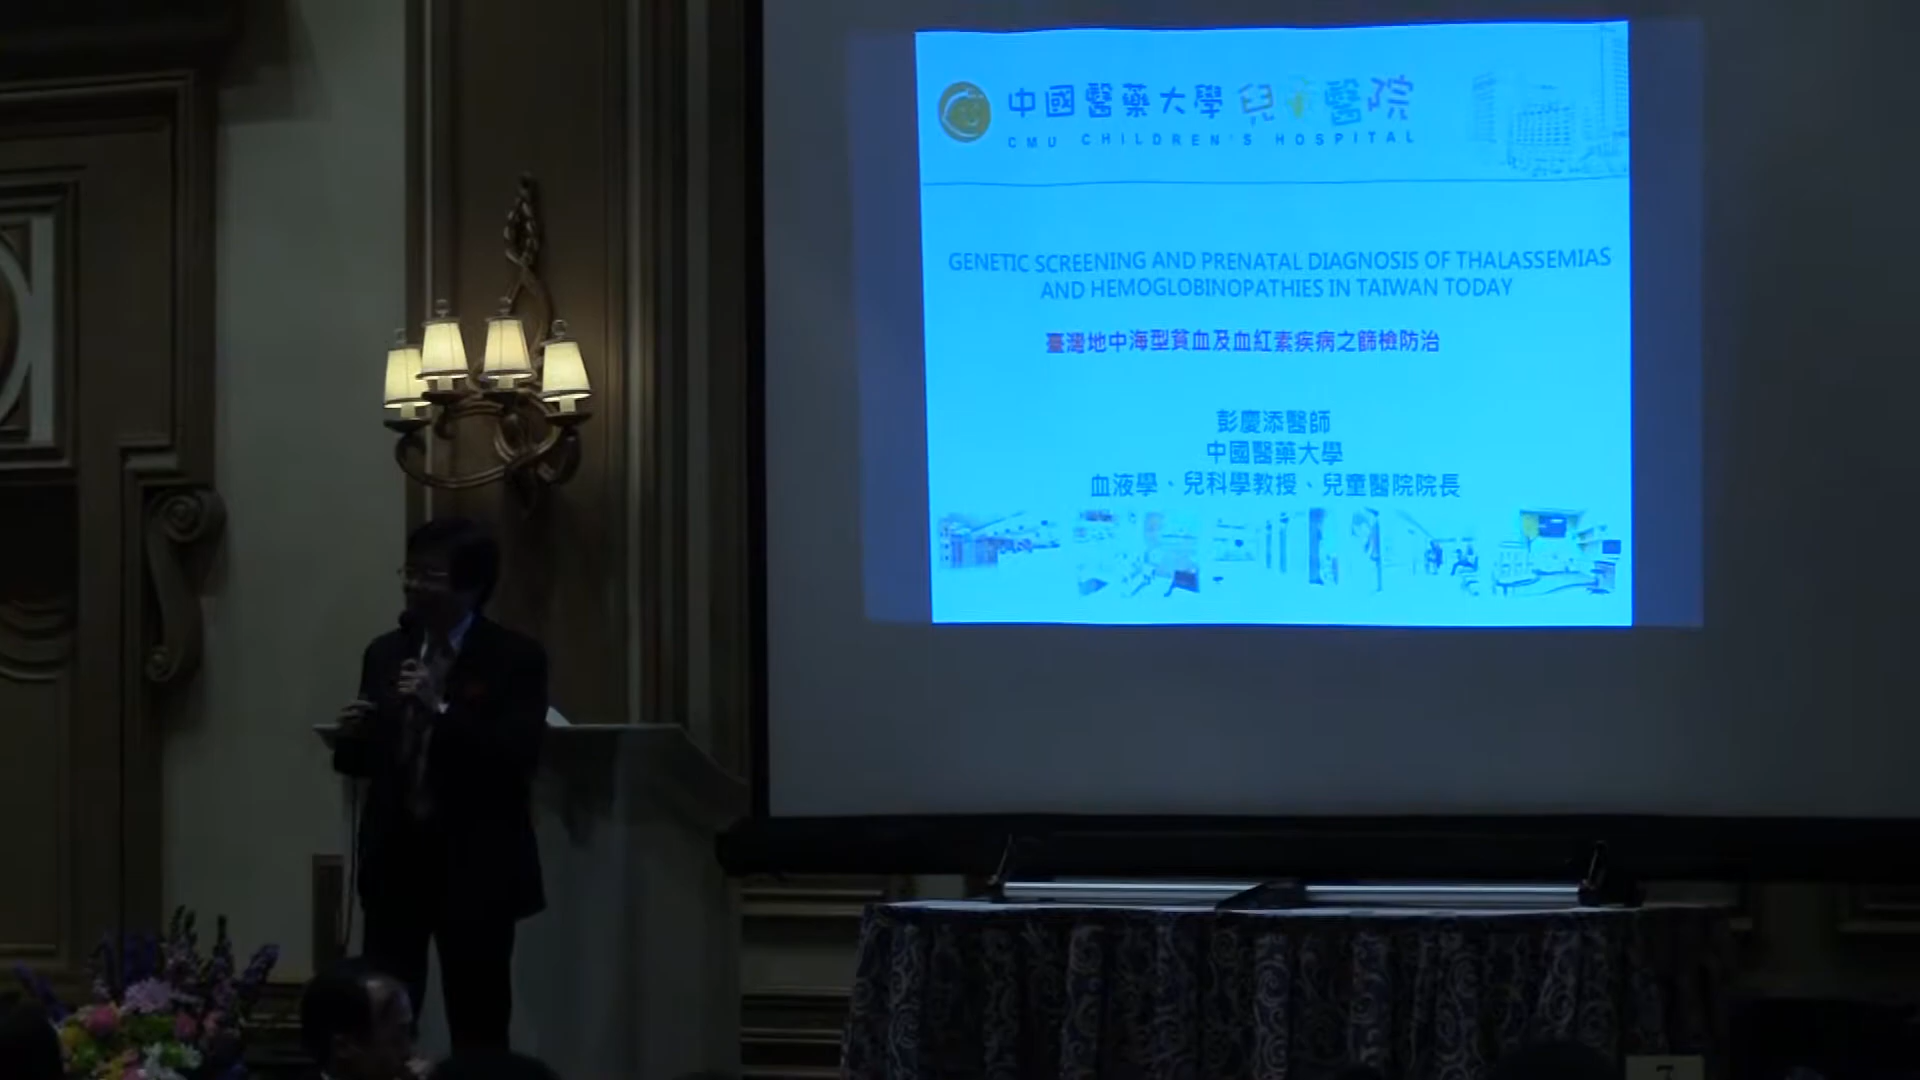 中國醫藥大學 兒童醫院
CMU CHILDREN'S HOSPITAL
GENETIC SCREENING AND PRENATAL DIAGNOSIS OF THALASSEMIAS
AND HEMOGLOBINOPATHIES IN TAIWAN TODAY
臺灣地中海型貧血及血紅素疾病之篩檢防治
彭慶添醫師
中國醫藥大學
血液學、兒科學教授、兒童醫院院長
7